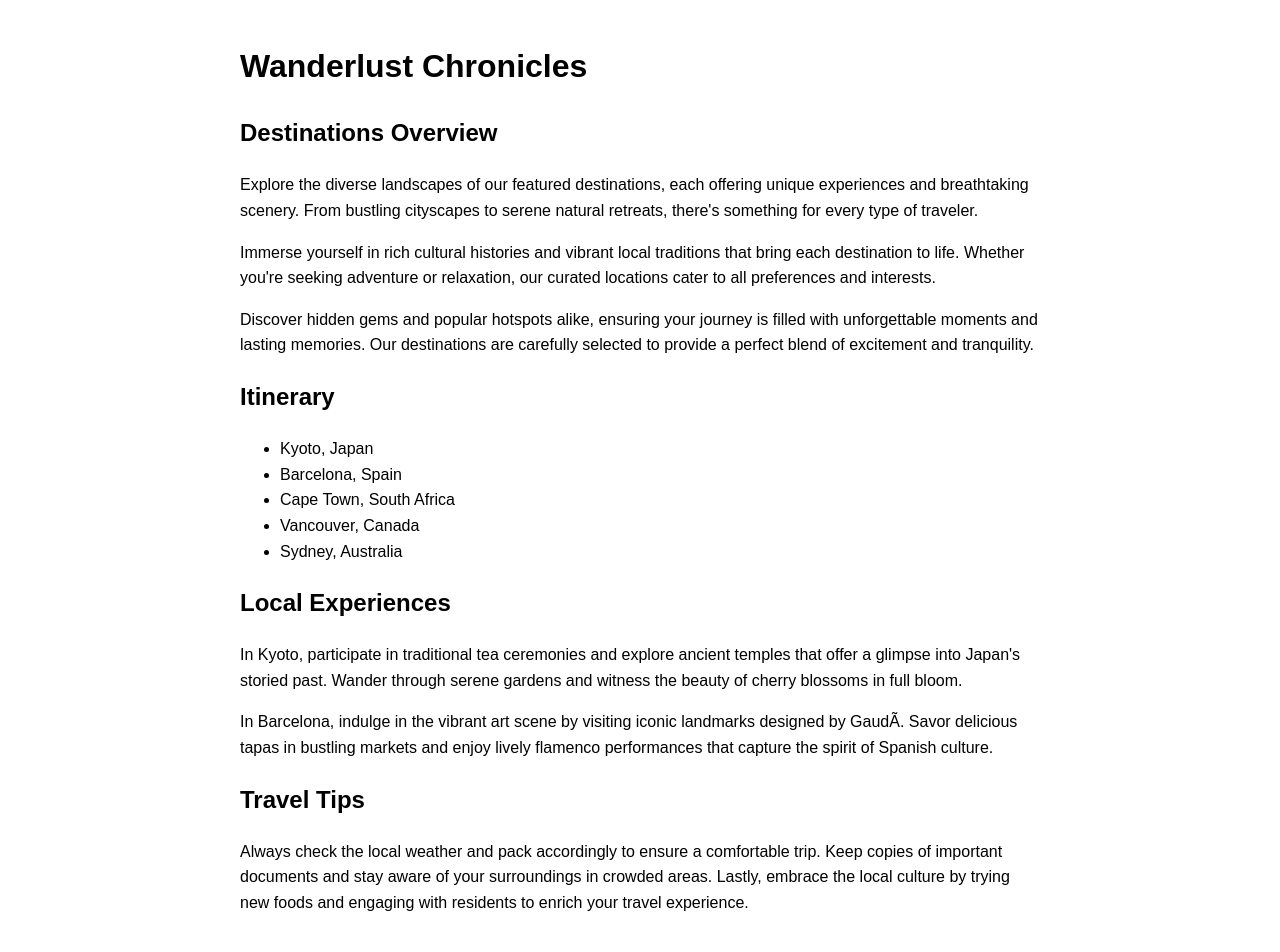 Wanderlust Chronicles
Destinations Overview
Explore the diverse landscapes of our featured destinations, each offering unique experiences and breathtaking
scenery. From bustling cityscapes to serene natural retreats, there's something for every type of traveler.
Immerse yourself in rich cultural histories and vibrant local traditions that bring each destination to life. Whether
you're seeking adventure or relaxation, our curated locations cater to all preferences and interests.
Discover hidden gems and popular hotspots alike, ensuring your journey is filled with unforgettable moments and
lasting memories. Our destinations are carefully selected to provide a perfect blend of excitement and tranquility.
Itinerary
• Kyoto, Japan
• Barcelona, Spain
• Cape Town, South Africa
• Vancouver, Canada
• Sydney, Australia
Local Experiences
In Kyoto, participate in traditional tea ceremonies and explore ancient temples that offer a glimpse into Japan's
storied past. Wander through serene gardens and witness the beauty of cherry blossoms in full bloom.
In Barcelona, indulge in the vibrant art scene by visiting iconic landmarks designed by GaudÃ. Savor delicious
tapas in bustling markets and enjoy lively flamenco performances that capture the spirit of Spanish culture.
Travel Tips
Always check the local weather and pack accordingly to ensure a comfortable trip. Keep copies of important
documents and stay aware of your surroundings in crowded areas. Lastly, embrace the local culture by trying
new foods and engaging with residents to enrich your travel experience.